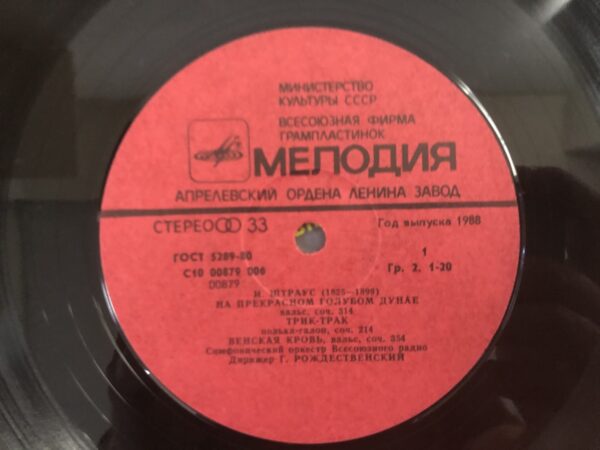 МИНИСТЕРСТВО
КУЛЬТУРЫ СССР
ВСЕСОЮЗНАЯ ФИРМА
ГРАМПЛАСТИНОК
МЕЛОДИЯ
АПРЕЛЕВСКИЙ ОРДЕНА ЛЕНИНА ЗАВОД
СТЕРЕО 33
Год выпуска 1988
ГОСТ 5289-80
1
С10 00879 006
Гр. 2. 1-20
00879
И. ШТРАУС (1825—1899)
НА ПРЕКРАСНОМ ГОЛУБОМ ДУНАЕ
вальс, соч. 314
ТРИК-ТРАК
полька-галоп, соч. 214
ВЕНСКАЯ КРОВЬ, вальс, соч. 354
Симфонический оркестр Всесоюзного радио
Дирижер Г. РОЖДЕСТВЕНСКИЙ